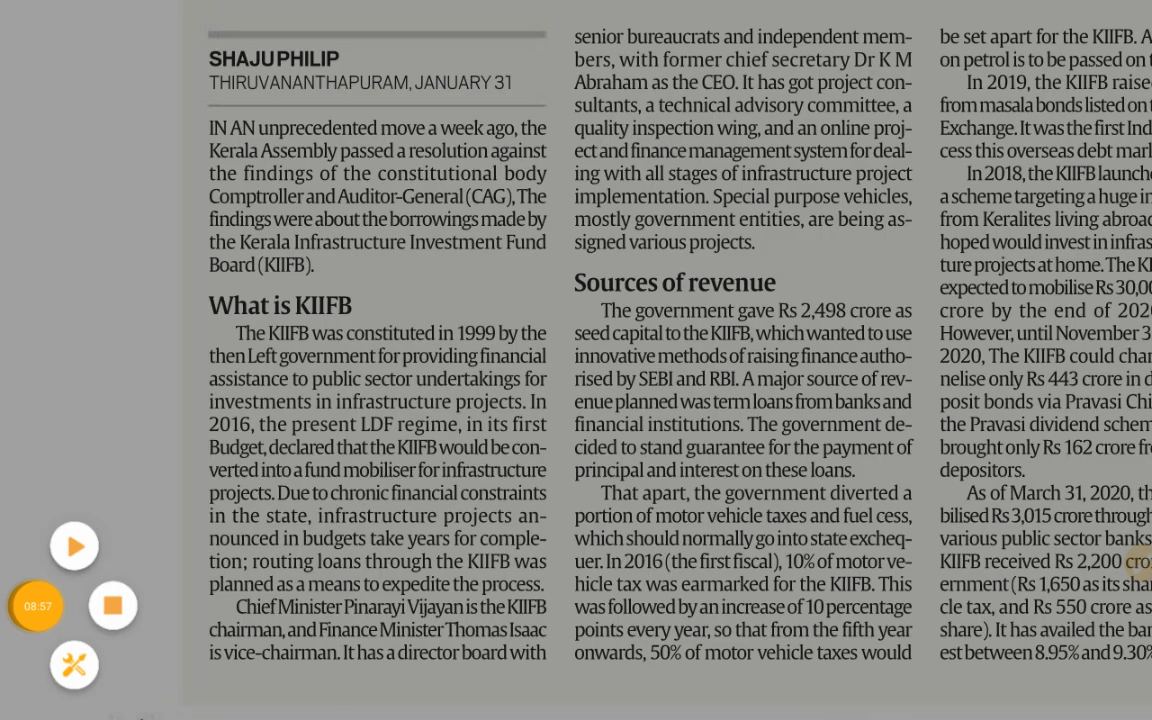 SHAJU PHILIP
THIRUVANANTHAPURAM, JANUARY 31
IN AN unprecedented move a week ago, the
Kerala Assembly passed a resolution against
the findings of the constitutional body
Comptroller and Auditor-General (CAG), The
findings were about the borrowings made by
the Kerala Infrastructure Investment Fund
Board (KIIFB).
What is KIIFB
The KIIFB was constituted in 1999 by the
then Left government for providing financial
assistance to public sector undertakings for
investments in infrastructure projects. In
2016, the present LDF regime, in its first
Budget, declared that the KIIFB would be con-
verted into a fund mobiliser for infrastructure
projects. Due to chronic financial constraints
in the state, infrastructure projects an-
nounced in budgets take years for comple-
tion; routing loans through the KIIFB was
planned as a means to expedite the process.
Chief Minister Pinarayi Vijayan is the KIIFB
chairman, and Finance Minister Thomas Isaac
is vice-chairman. It has a director board with
senior bureaucrats and independent mem-
bers, with former chief secretary Dr K M
Abraham as the CEO. It has got project con-
sultants, a technical advisory committee, a
quality inspection wing, and an online proj-
ect and finance management system for deal-
ing with all stages of infrastructure project
implementation. Special purpose vehicles,
mostly government entities, are being as-
signed various projects.
Sources of revenue
The government gave Rs 2,498 crore as
seed capital to the KIIFB, which wanted to use
innovative methods of raising finance autho-
rised by SEBI and RBI. A major source of rev-
enue planned was term loans from banks and
financial institutions. The government de-
cided to stand guarantee for the payment of
principal and interest on these loans.
That apart, the government diverted a
portion of motor vehicle taxes and fuel cess,
which should normally go into state excheq-
uer. In 2016 (the first fiscal), 10% of motor ve-
hicle tax was earmarked for the KIIFB. This
was followed by an increase of 10 percentage
points every year, so that from the fifth year
onwards, 50% of motor vehicle taxes would
be set apart for the KIIFB. A
on petrol is to be passed on t
In 2019, the KIIFB raise
from masala bonds listed on t
Exchange. It was the first Ind
cess this overseas debt mark
In 2018, the KIIFB launche
a scheme targeting a huge in
from Keralites living abroad
hoped would invest in infras
ture projects at home. The KI
expected to mobilise Rs 30,00
crore by the end of 2020
However, until November 3
2020, The KIIFB could chan
nelise only Rs 443 crore in d
posit bonds via Pravasi Chi
the Pravasi dividend schem
brought only Rs 162 crore fr
depositors.
As of March 31, 2020, th
bilised Rs 3,015 crore through
various public sector banks
KIIFB received Rs 2,200 cro
ernment (Rs 1,650 as its shar
cle tax, and Rs 550 crore as
share). It has availed the ban
est between 8.95% and 9.30%
08:57